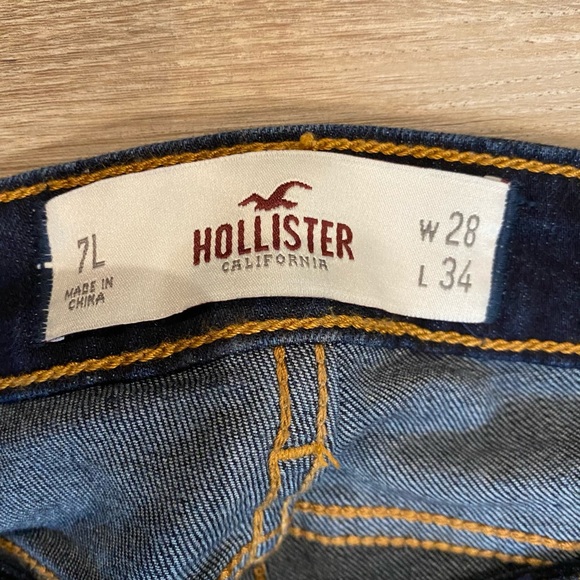 7L
MADE IN
CHINA
HOLLISTER
CALIFORNIA
W 28
L 34